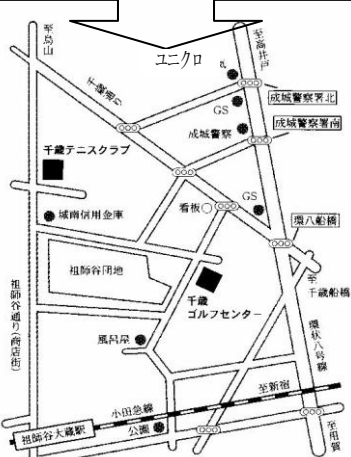 ユニクロ
至烏山
至高井戸
千歳通り
成城警察署北
GS
成城警察
成城警察署南
千歳テニスクラブ
看板
GS
城南信用金庫
環八船橋
祖師谷団地
至千歳船橋
千歳
ゴルフセンター
祖師谷通り(商店街)
環状八号線
風呂屋
至新宿
小田急線
公園
祖師谷大蔵駅
至用賀